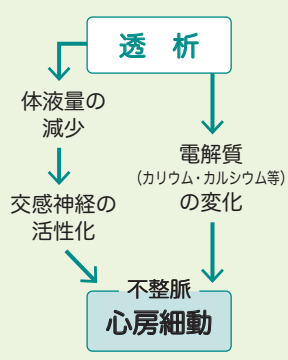 透 析
体液量の
減少
交感神経の
活性化
電解質
(カリウム・カルシウム等)
の変化
不整脈
心房細動